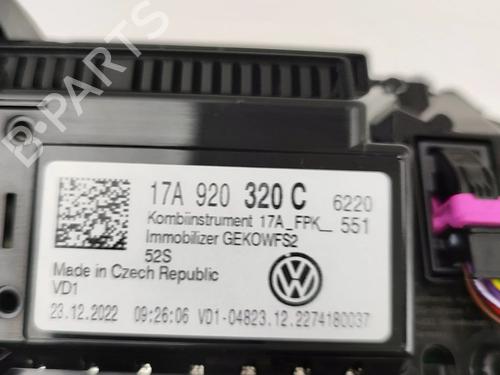 B-PARTS
17A 920 320 C 6220
Kombiinstrument 17A_FPK_ 551
Immobilizer GEKOWFS2
52S
Made in Czech Republic
VD1
23.12.2022 09:26:06 VD1-04823.12.2274180037